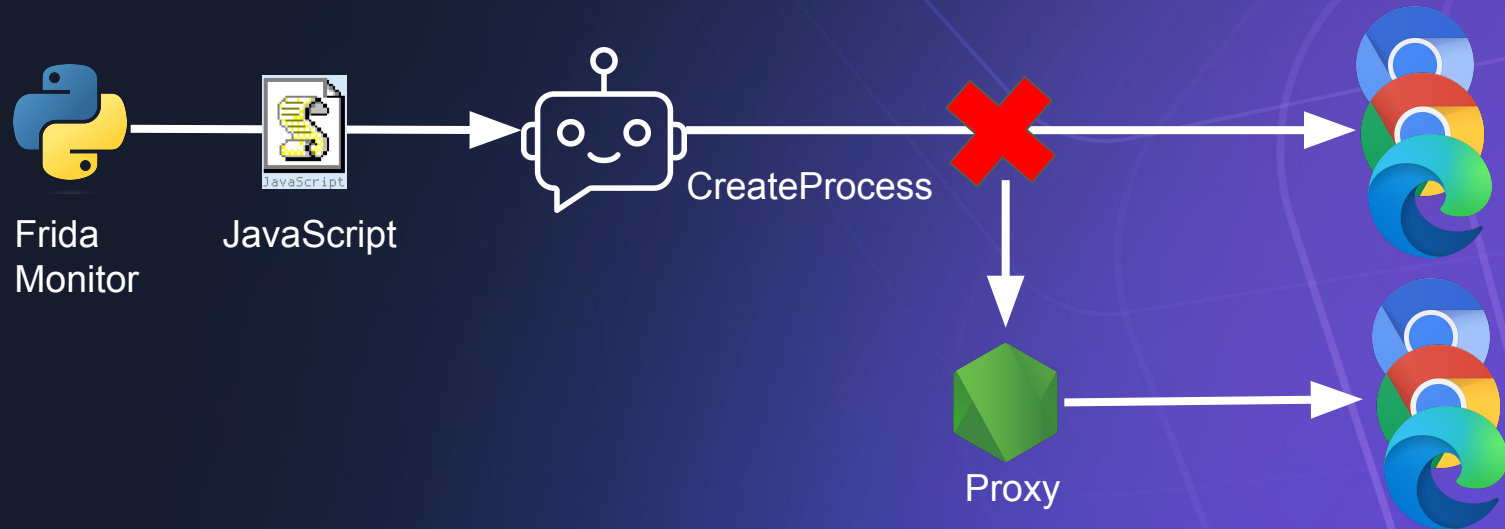 Frida
Monitor
JavaScript
JavaScript
CreateProcess
Proxy